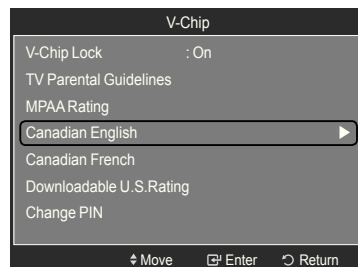 V-Chip
V-Chip Lock : On
TV Parental Guidelines
MPAA Rating
Canadian English
Canadian French
Downloadable U.S.Rating
Change PIN
Move Enter Return